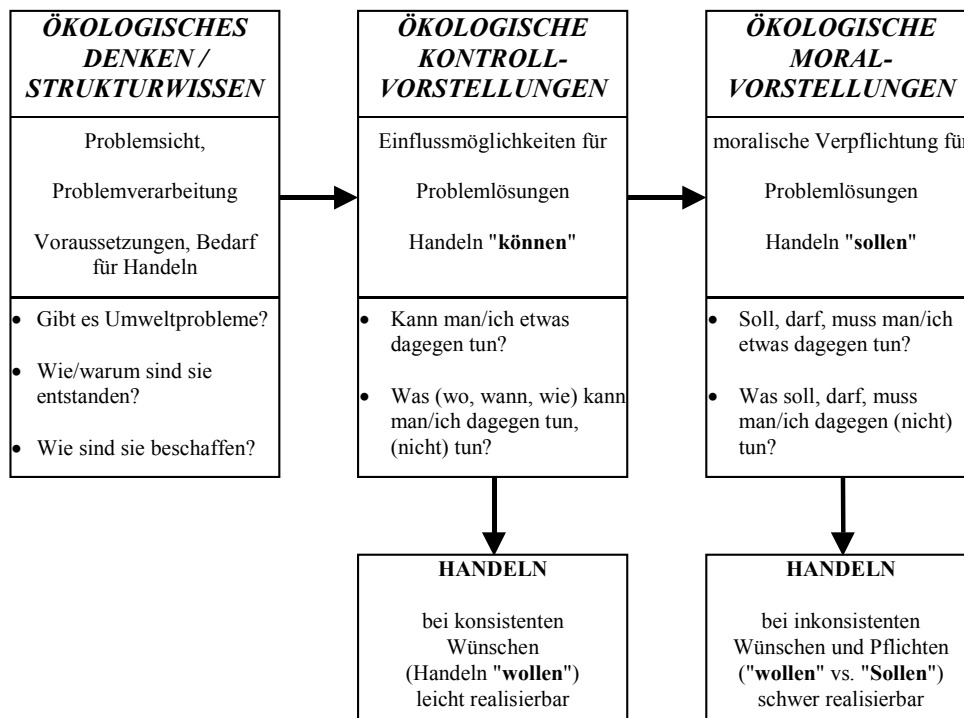 ÖKOLOGISCHES
DENKEN /
STRUKTURWISSEN
Problemsicht,
Problemverarbeitung
Voraussetzungen, Bedarf
für Handeln
• Gibt es Umweltprobleme?
• Wie/warum sind sie
entstanden?
• Wie sind sie beschaffen?
ÖKOLOGISCHE
KONTROLL-
VORSTELLUNGEN
Einflussmöglichkeiten für
Problemlösungen
Handeln "können"
• Kann man/ich etwas
dagegen tun?
• Was (wo, wann, wie) kann
man/ich dagegen tun,
(nicht) tun?
ÖKOLOGISCHE
MORAL-
VORSTELLUNGEN
moralische Verpflichtung für
Problemlösungen
Handeln "sollen"
• Soll, darf, muss man/ich
etwas dagegen tun?
• Was soll, darf, muss
man/ich dagegen (nicht)
tun?
HANDELN
bei konsistenten
Wünschen
(Handeln "wollen")
leicht realisierbar
HANDELN
bei inkonsistenten
Wünschen und Pflichten
("wollen" vs. "Sollen")
schwer realisierbar